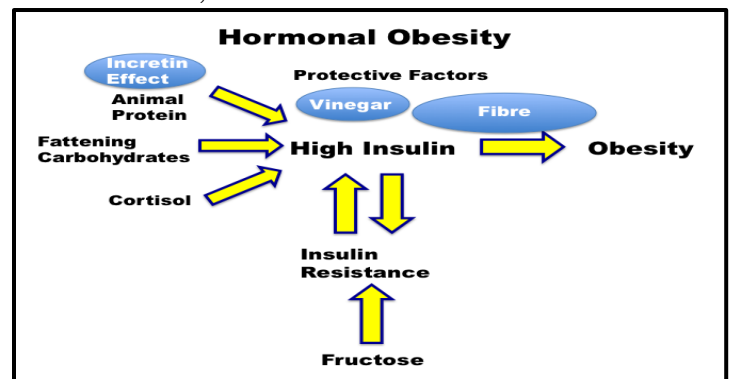 Hormonal Obesity
Incretin
Effect
Protective Factors
Animal
Protein
Vinegar
Fibre
Fattening
Carbohydrates
High Insulin
Obesity
Cortisol
Insulin
Resistance
Fructose